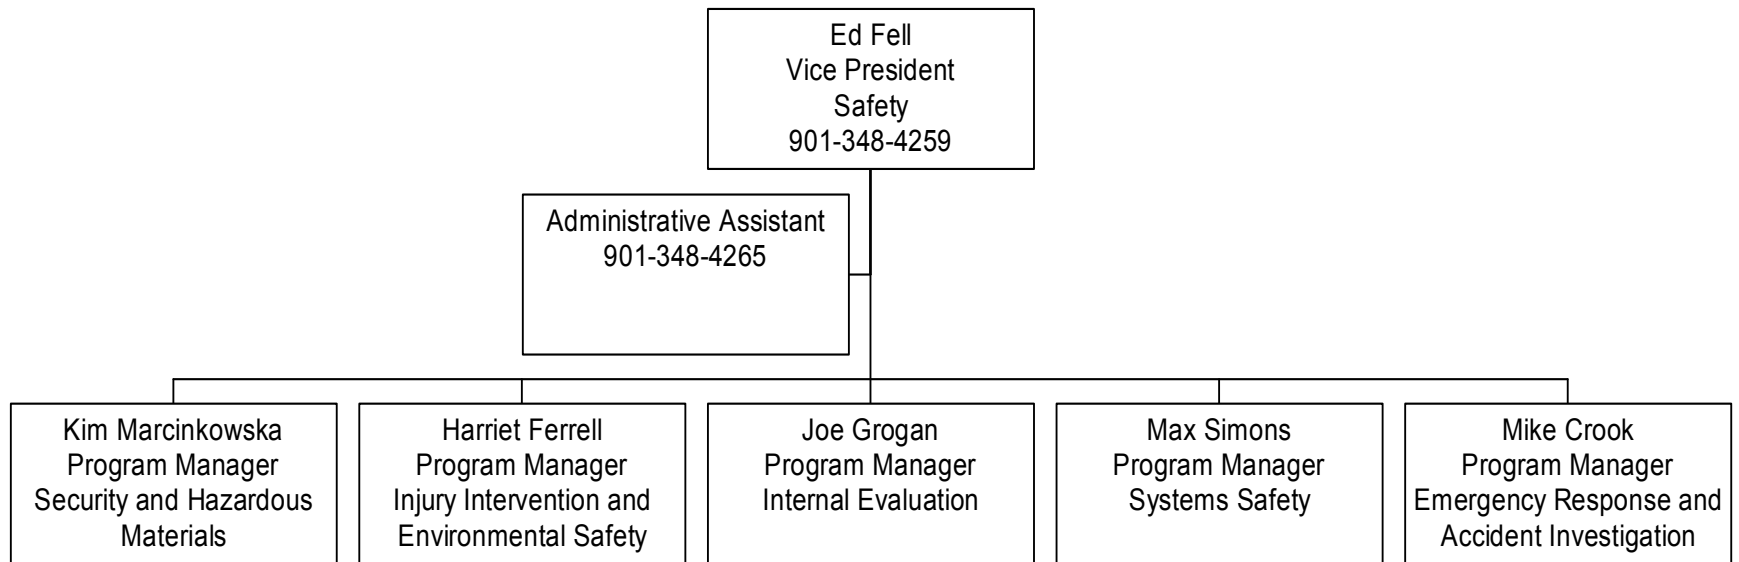 Ed Fell
Vice President
Safety
901-348-4259
Administrative Assistant
901-348-4265
Kim Marcinkowska
Program Manager
Security and Hazardous
Materials
Harriet Ferrell
Program Manager
Injury Intervention and
Environmental Safety
Joe Grogan
Program Manager
Internal Evaluation
Max Simons
Program Manager
Systems Safety
Mike Crook
Program Manager
Emergency Response and
Accident Investigation